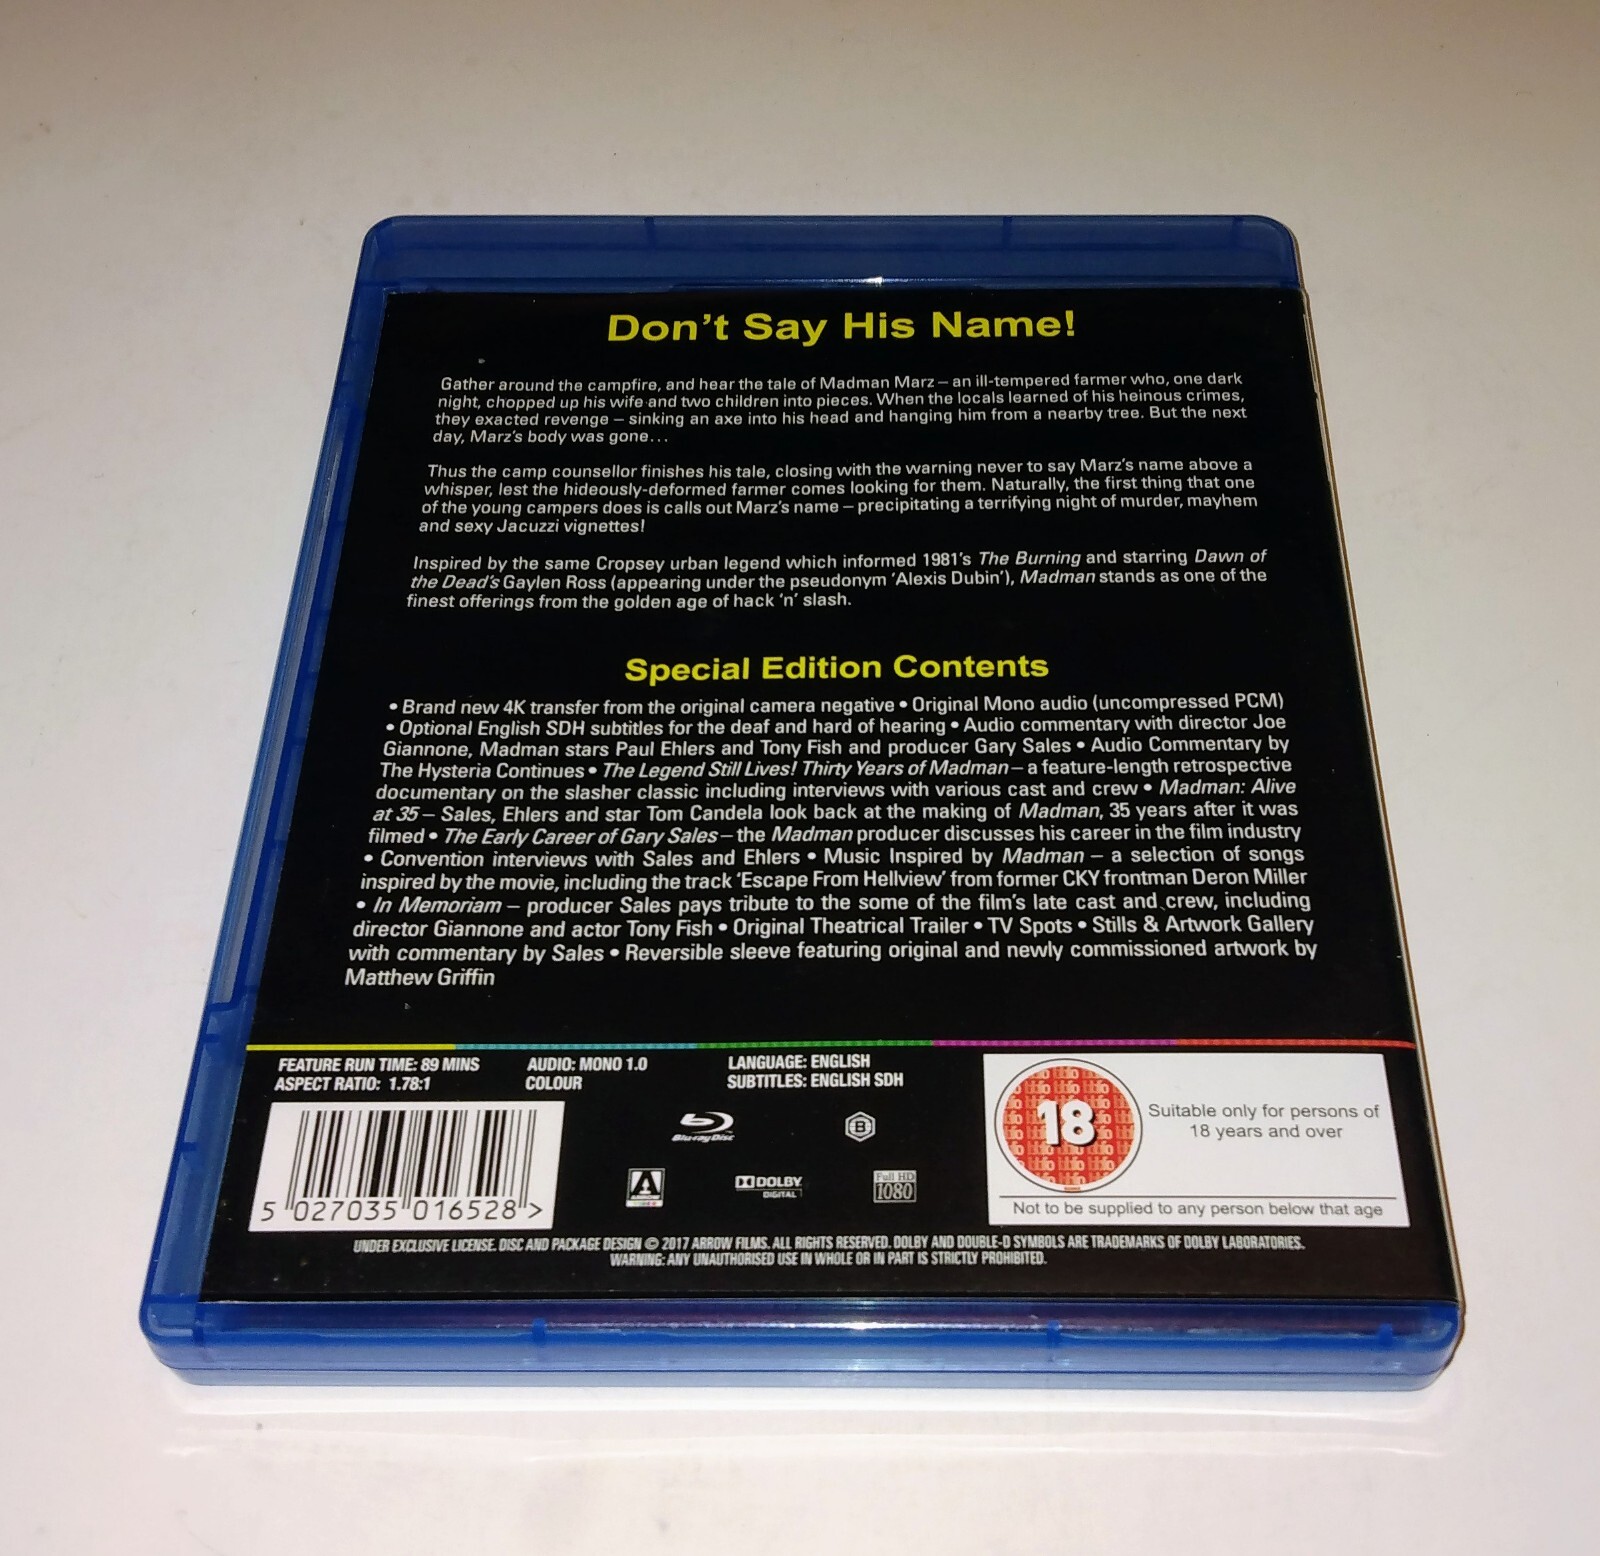 Don't Say His Name!
Gather around the campfire, and hear the tale of Madman Marz – an ill-tempered farmer who, one dark
night, chopped up his wife and two children into pieces. When the locals learned of his heinous crimes,
they exacted revenge – sinking an axe into his head and hanging him from a nearby tree. But the next
day, Marz's body was gone...
Thus the camp counsellor finishes his tale, closing with the warning never to say Marz's name above a
whisper, lest the hideously-deformed farmer comes looking for them. Naturally, the first thing that one
of the young campers does is calls out Marz's name – precipitating a terrifying night of murder, mayhem
and sexy Jacuzzi vignettes!
Inspired by the same Cropsey urban legend which informed 1981's The Burning and starring Dawn of
the Dead's Gaylen Ross (appearing under the pseudonym 'Alexis Dubin'), Madman stands as one of the
finest offerings from the golden age of hack 'n' slash.
Special Edition Contents
• Brand new 4K transfer from the original camera negative • Original Mono audio (uncompressed PCM)
• Optional English SDH subtitles for the deaf and hard of hearing • Audio commentary with director Joe
Giannone, Madman stars Paul Ehlers and Tony Fish and producer Gary Sales • Audio Commentary by
The Hysteria Continues • The Legend Still Lives! Thirty Years of Madman – a feature-length retrospective
documentary on the slasher classic including interviews with various cast and crew • Madman: Alive
at 35 – Sales, Ehlers and star Tom Candela look back at the making of Madman, 35 years after it was
filmed • The Early Career of Gary Sales – the Madman producer discusses his career in the film industry
• Convention interviews with Sales and Ehlers • Music Inspired by Madman – a selection of songs
inspired by the movie, including the track 'Escape From Hellview' from former CKY frontman Deron Miller
• In Memoriam – producer Sales pays tribute to the some of the film's late cast and crew, including
director Giannone and actor Tony Fish • Original Theatrical Trailer • TV Spots • Stills & Artwork Gallery
with commentary by Sales • Reversible sleeve featuring original and newly commissioned artwork by
Matthew Griffin
FEATURE RUN TIME: 89 MINS
ASPECT RATIO: 1.78:1
AUDIO: MONO 1.0
COLOUR
LANGUAGE: ENGLISH
SUBTITLES: ENGLISH SDH
5 027035 016528 >
Blu-ray Disc
B
ARROW
DOLBY
DIGITAL
Full HD
1080
18
Suitable only for persons of
18 years and over
Not to be supplied to any person below that age
UNDER EXCLUSIVE LICENSE. DISC AND PACKAGE DESIGN © 2017 ARROW FILMS. ALL RIGHTS RESERVED. DOLBY AND DOUBLE-D SYMBOLS ARE TRADEMARKS OF DOLBY LABORATORIES.
WARNING: ANY UNAUTHORISED USE IN WHOLE OR IN PART IS STRICTLY PROHIBITED.